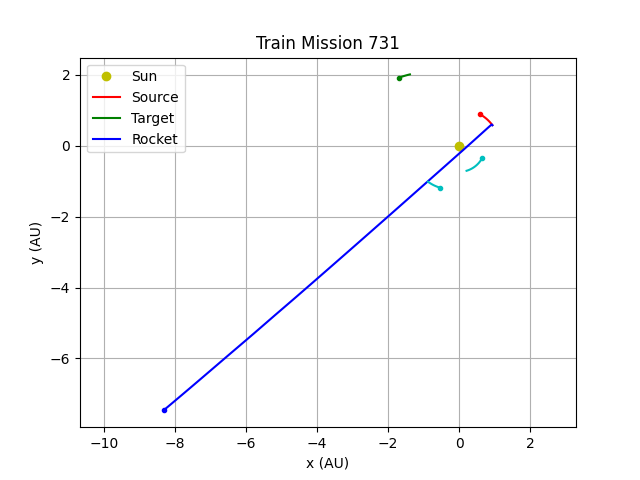 Train Mission 731
Sun
Source
Target
Rocket
2
0
−2
−4
−6
y (AU)
−10
−8
−6
−4
−2
0
2
x (AU)